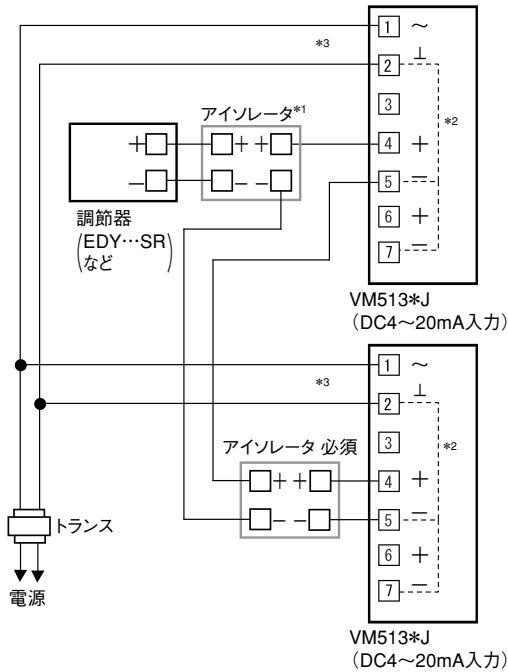 1 ～
*3
2 ⊥
3
*2
アイソレータ*1
+ + + 4 +
− − − 5 −
調節器
(EDY…SR
など)
6 +
7 −
VM513*J
(DC4～20mA入力)
1 ～
*3
2 ⊥
3
*2
アイソレータ 必須
+ + 4 +
− − 5 −
トランス
6 +
7 −
電源
VM513*J
(DC4～20mA入力)